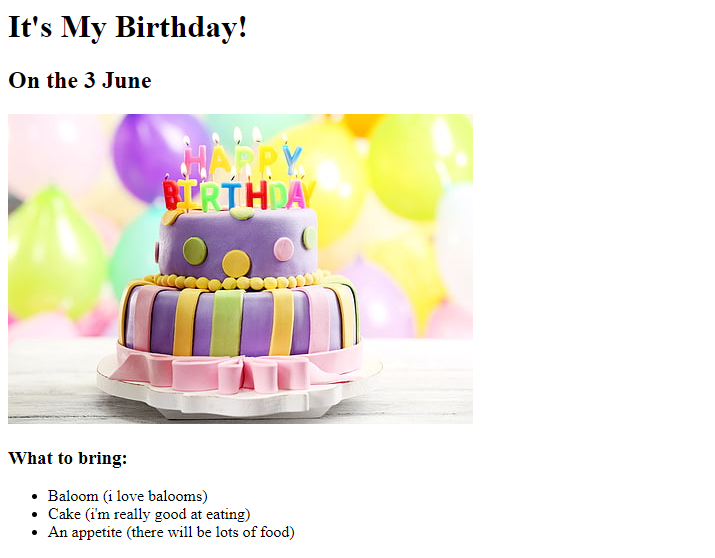 It's My Birthday!
On the 3 June
HAPPY
BIRTHDAY
What to bring:
Baloom (i love balooms)
Cake (i'm really good at eating)
An appetite (there will be lots of food)